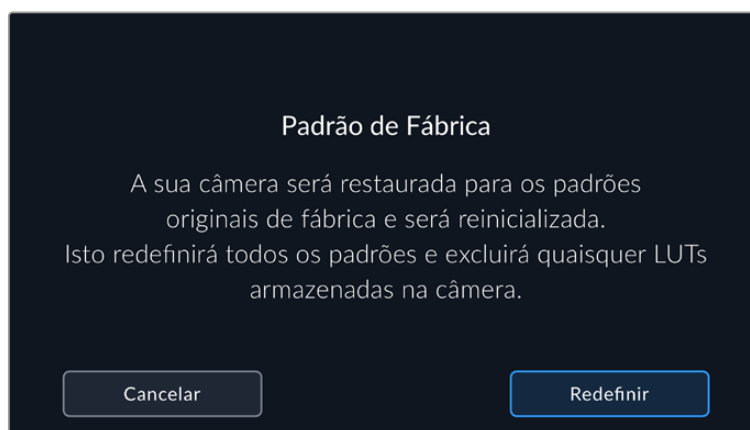 Padrão de Fábrica
A sua câmera será restaurada para os padrões
originais de fábrica e será reinicializada.
Isto redefinirá todos os padrões e excluirá quaisquer LUTs
armazenadas na câmera.
Cancelar
Redefinir